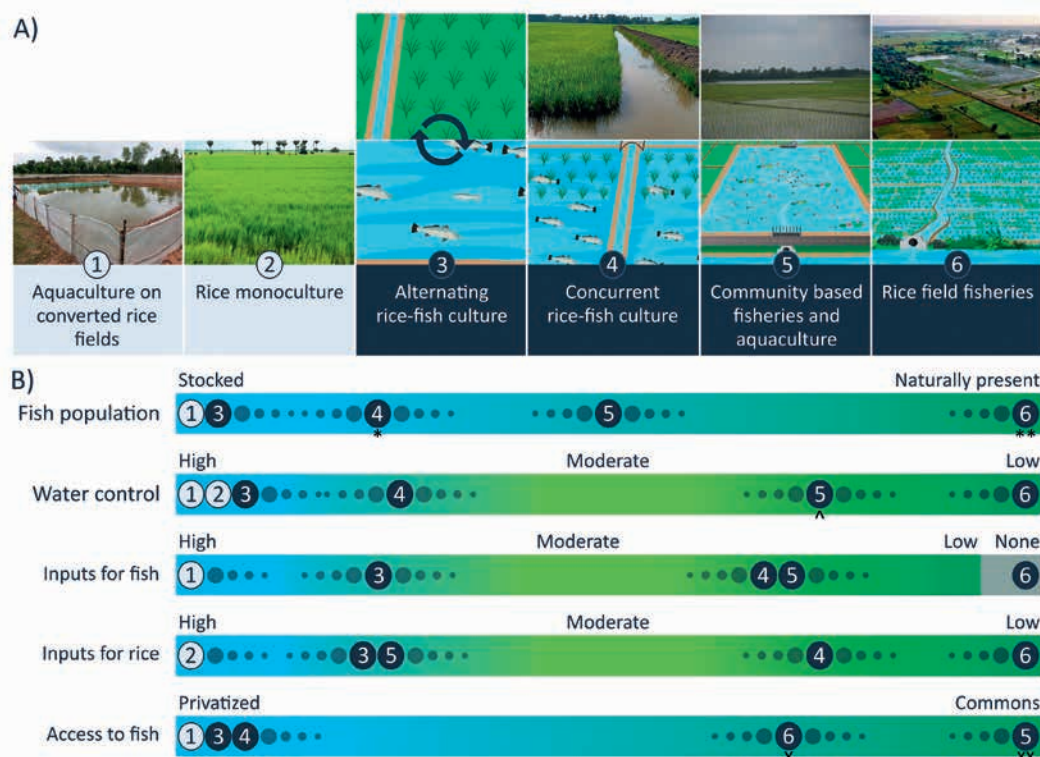 A)
1
Aquaculture on
converted rice
fields
2
Rice monoculture
3
Alternating
rice-fish culture
4
Concurrent
rice-fish culture
5
Community based
fisheries and
aquaculture
6
Rice field fisheries
B)
Stocked Naturally present
Fish population 1 3 4 5 6
* **
High Moderate Low
Water control 1 2 3 4 5 6
^
High Moderate Low None
Inputs for fish 1 3 4 5 6
High Moderate Low
Inputs for rice 2 3 5 4 6
Privatized Commons
Access to fish 1 3 4 6 5